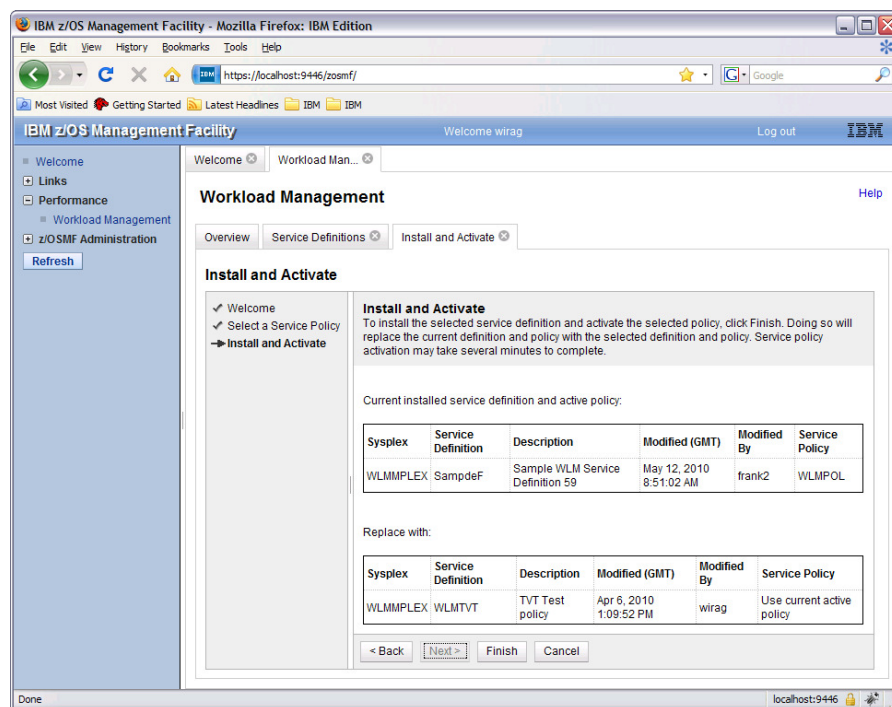 IBM z/OS Management Facility - Mozilla Firefox: IBM Edition
File Edit View History Bookmarks Tools Help
https://localhost:9446/zosmf/
G Google
Most Visited Getting Started Latest Headlines IBM IBM
IBM z/OS Management Facility Welcome wirag Log out IBM
Welcome
Links
Performance
Workload Management
z/OSMF Administration
Refresh
Welcome Workload Man...
Workload Management
Help
Overview Service Definitions Install and Activate
Install and Activate
Welcome
Select a Service Policy
Install and Activate
Install and Activate
To install the selected service definition and activate the selected policy, click Finish. Doing so will
replace the current definition and policy with the selected definition and policy. Service policy
activation may take several minutes to complete.
Current installed service definition and active policy:
Sysplex Service Definition Description Modified (GMT) Modified By Service Policy
WLMMPLEX SampdeF Sample WLM Service Definition 59 May 12, 2010 8:51:02 AM frank2 WLMPOL
Replace with:
Sysplex Service Definition Description Modified (GMT) Modified By Service Policy
WLMMPLEX WLMTVT TVT Test policy Apr 6, 2010 1:09:52 PM wirag Use current active policy
< Back Next > Finish Cancel
Done localhost:9446